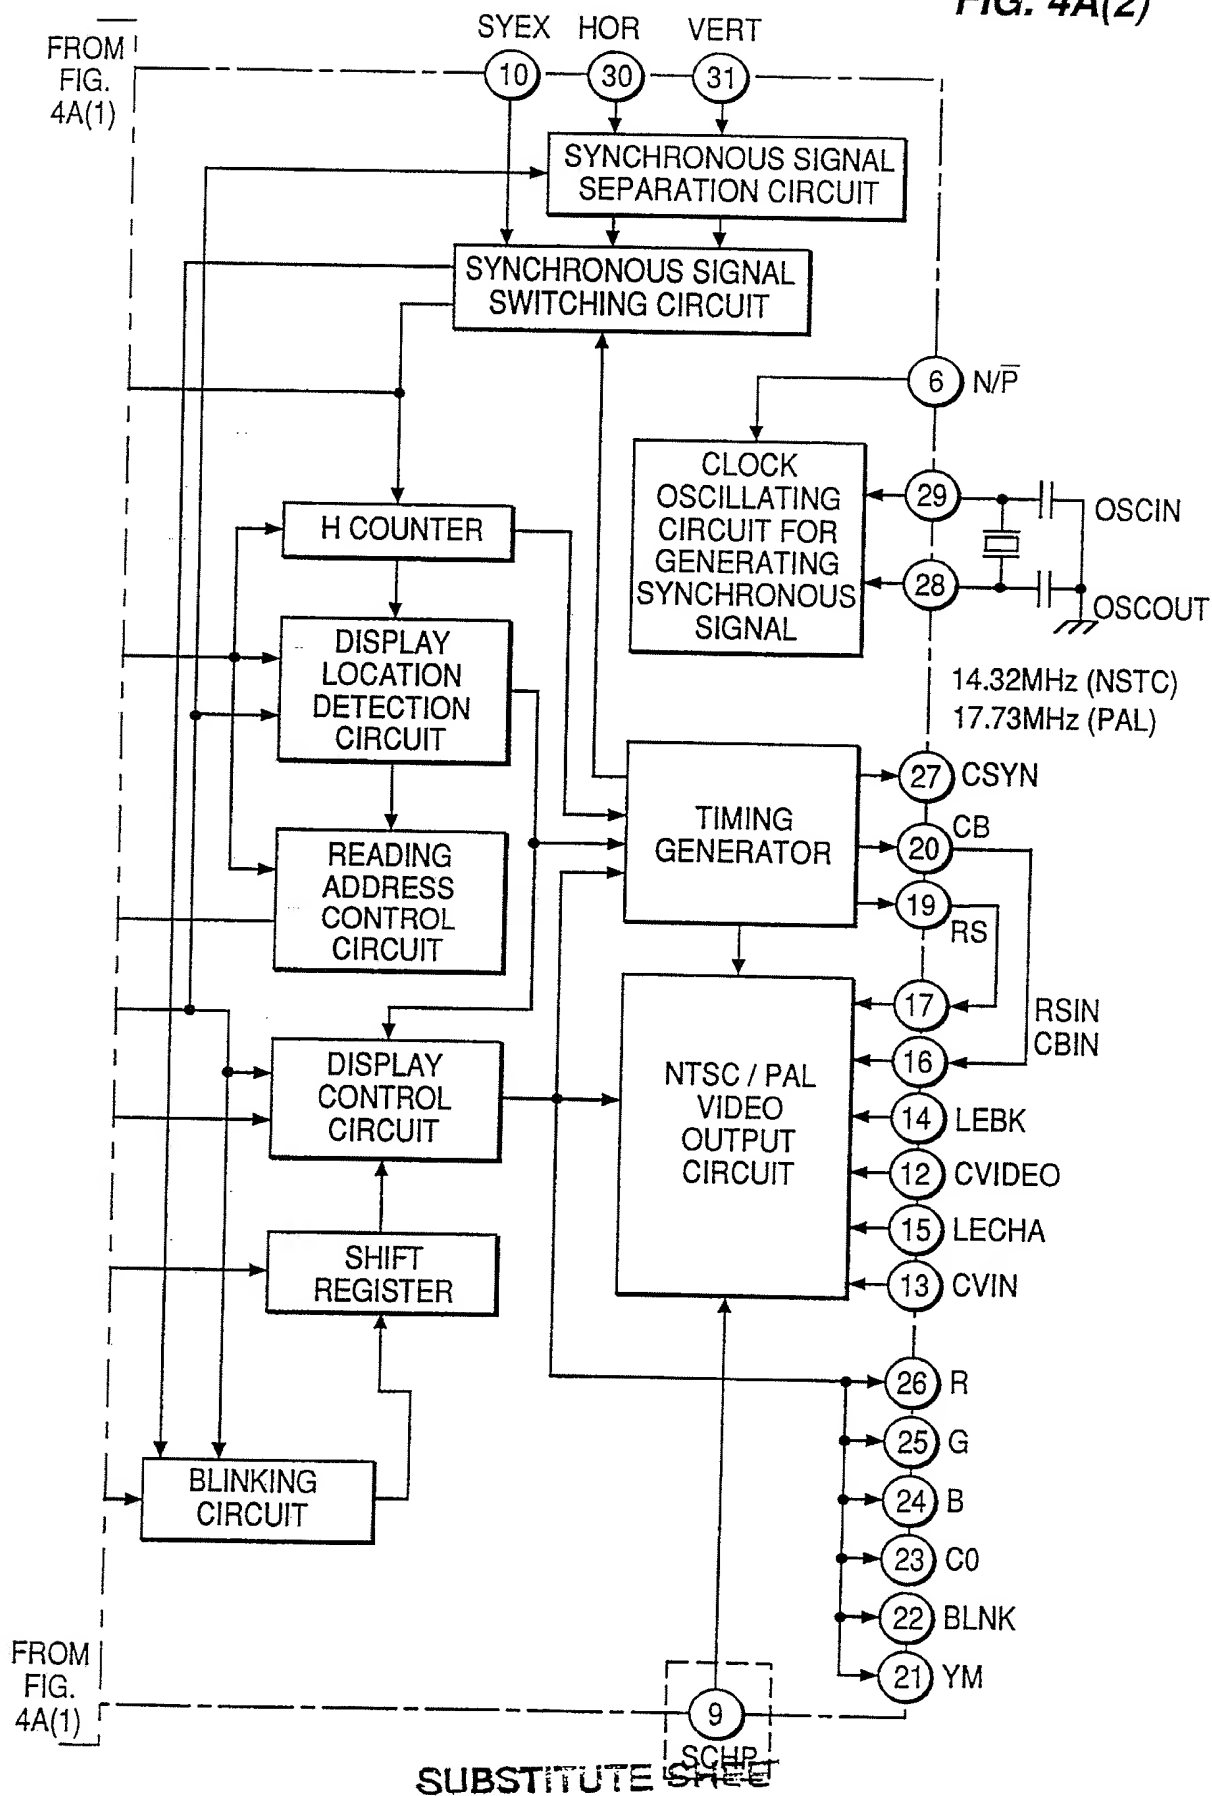 FIG. 4A(2)
SYEX HOR VERT
FROM
FIG.
4A(1)
10 30 31
SYNCHRONOUS SIGNAL
SEPARATION CIRCUIT
SYNCHRONOUS SIGNAL
SWITCHING CIRCUIT
6 N/P̅
CLOCK
OSCILLATING
CIRCUIT FOR
GENERATING
SYNCHRONOUS
SIGNAL
29
OSCIN
28
OSCOUT
H COUNTER
DISPLAY
LOCATION
DETECTION
CIRCUIT
14.32MHz (NSTC)
17.73MHz (PAL)
TIMING
GENERATOR
27 CSYN
CB
20
19
RS
READING
ADDRESS
CONTROL
CIRCUIT
17
RSIN
CBIN
16
DISPLAY
CONTROL
CIRCUIT
NTSC / PAL
VIDEO
OUTPUT
CIRCUIT
14 LEBK
12 CVIDEO
15 LECHA
13 CVIN
SHIFT
REGISTER
26 R
25 G
24 B
23 C0
22 BLNK
21 YM
BLINKING
CIRCUIT
FROM
FIG.
4A(1)
9
SCHP
SUBSTITUTE SHEE